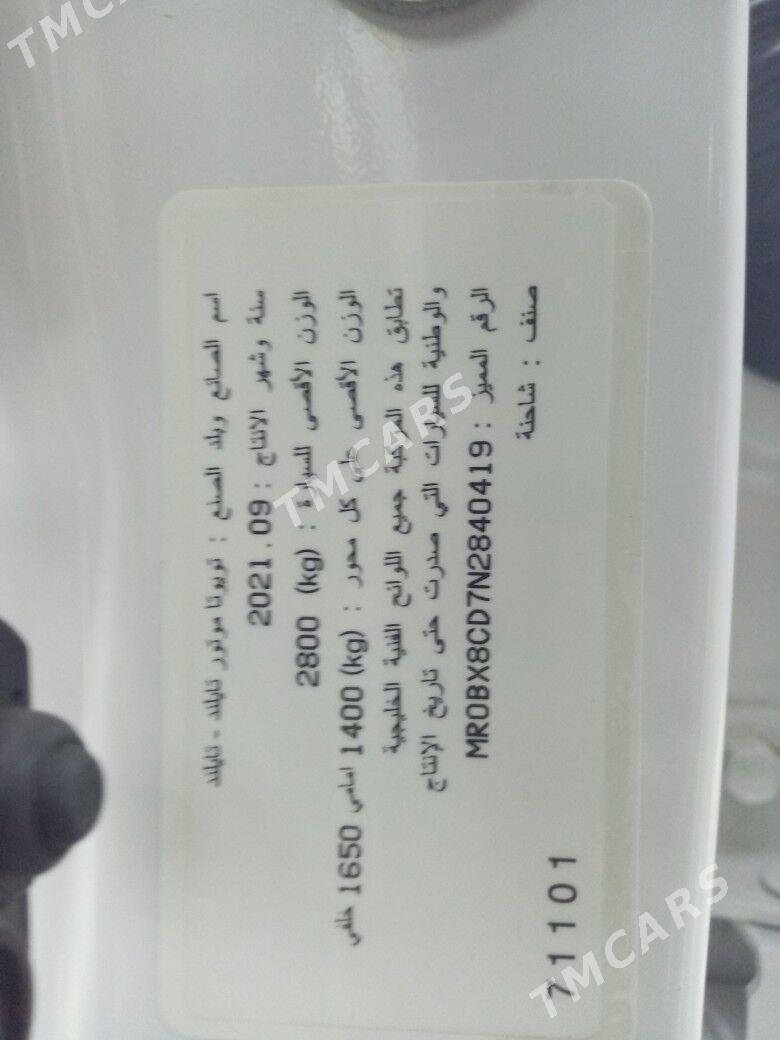 اسم الصانع وبلد الصنع : تويوتا موتور تايلند - تايلند
سنة وشهر الانتاج : 2021.09
الوزن الأقصى للسيارة : (kg) 2800
الوزن الأقصى على كل محور : (kg) 1400 امامي 1650 خلفي
تطابق هذه المركبة جميع اللوائح الفنية الخليجية
والوطنية للسيارات التي صدرت حتى تاريخ الإنتاج
الرقم المميز : MR0BX8CD7N2840419
صنف : شاحنة
71101
TMCARS
TMCARS
TMCARS